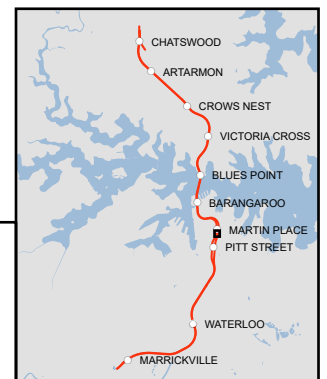 CHATSWOOD
ARTARMON
CROWS NEST
VICTORIA CROSS
BLUES POINT
BARANGAROO
MARTIN PLACE
PITT STREET
WATERLOO
MARRICKVILLE